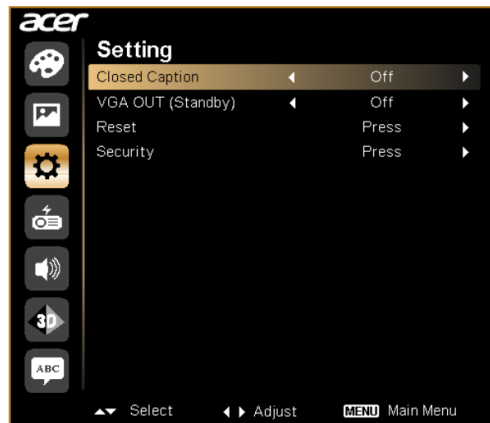 acer
Setting
Closed Caption Off
VGA OUT (Standby) Off
Reset Press
Security Press
3D
ABC
Select Adjust MENU Main Menu